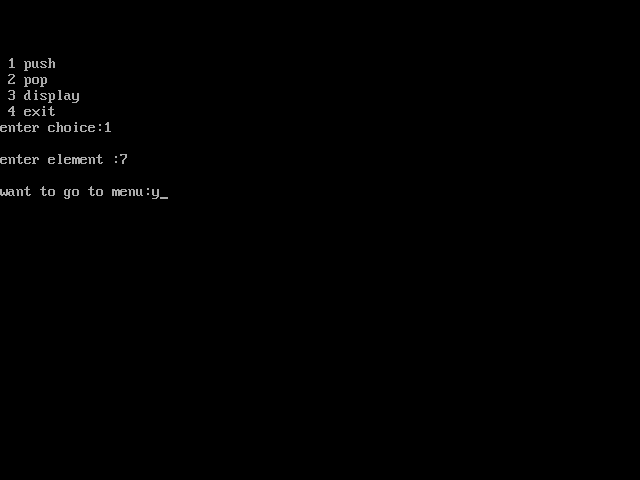 1 push
2 pop
3 display
4 exit
enter choice:1
enter element :7
want to go to menu:y_